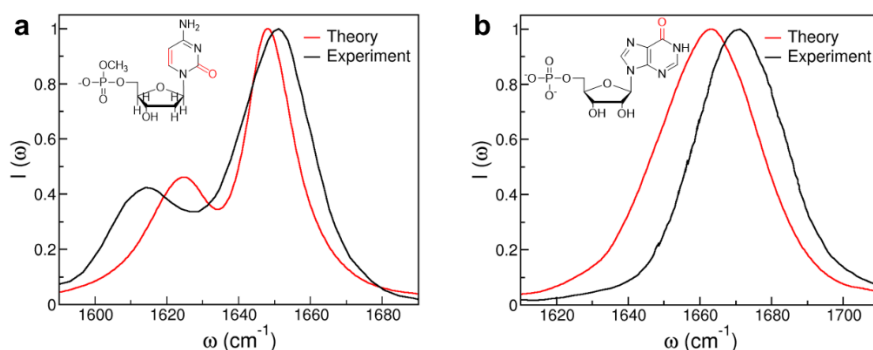 a
NH₂
N
OCH₃
-O-P-O
O
N
O
O
H H
H H
OH H
Theory
Experiment
I (ω)
1
0.8
0.6
0.4
0.2
0
1600 1620 1640 1660 1680
ω (cm⁻¹)
b
O
N
NH
N
N
O
-O-P-O
O-
O
OH OH
Theory
Experiment
I (ω)
1
0.8
0.6
0.4
0.2
0
1620 1640 1660 1680 1700
ω (cm⁻¹)